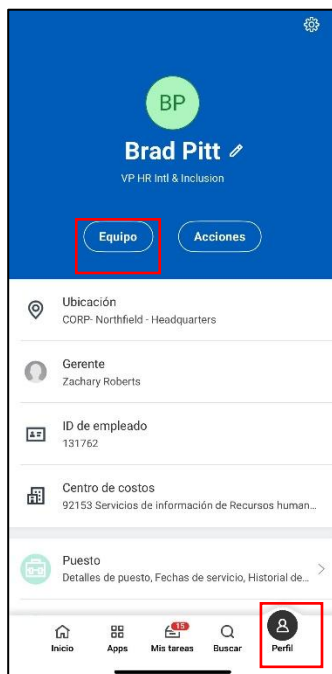 BP
Brad Pitt
VP HR Intl & Inclusion
Equipo
Acciones
Ubicación
CORP- Northfield - Headquarters
Gerente
Zachary Roberts
ID de empleado
131762
Centro de costos
92153 Servicios de información de Recursos human...
Puesto
Detalles de puesto, Fechas de servicio, Historial de...
15
Inicio
Apps
Mis tareas
Buscar
Perfil